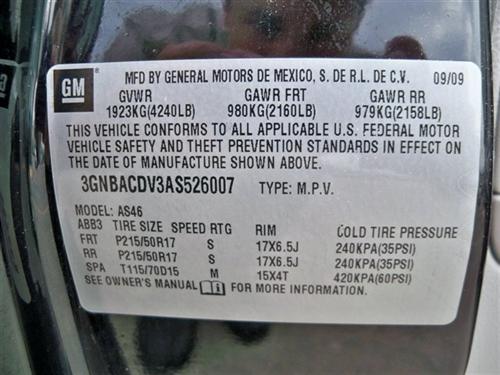 GM
MFD BY GENERAL MOTORS DE MEXICO, S. DE R.L. DE C.V. 09/09
GVWR GAWR FRT GAWR RR
1923KG(4240LB) 980KG(2160LB) 979KG(2158LB)
THIS VEHICLE CONFORMS TO ALL APPLICABLE U.S. FEDERAL MOTOR
VEHICLE SAFETY AND THEFT PREVENTION STANDARDS IN EFFECT ON
THE DATE OF MANUFACTURE SHOWN ABOVE.
3GNBACDV3AS526007 TYPE: M.P.V.
MODEL: AS46
ABB3 TIRE SIZE SPEED RTG RIM COLD TIRE PRESSURE
FRT P215/50R17 S 17X6.5J 240KPA(35PSI)
RR P215/50R17 S 17X6.5J 240KPA(35PSI)
SPA T115/70D15 M 15X4T 420KPA(60PSI)
SEE OWNER'S MANUAL FOR MORE INFORMATION.